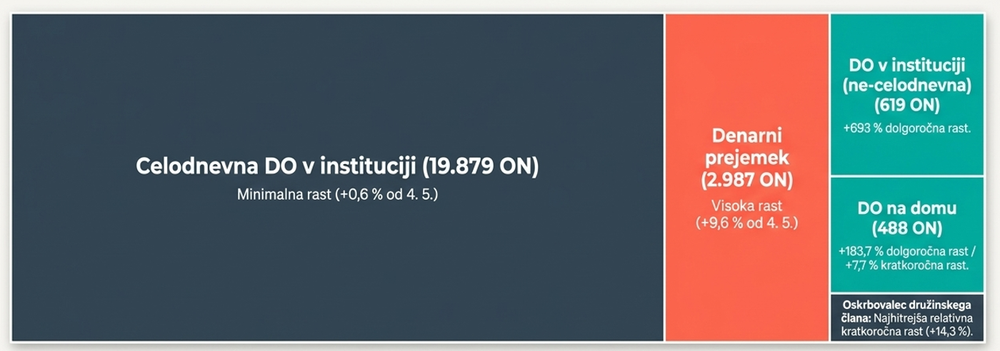 Celodnevna DO v instituciji (19.879 ON)
Minimalna rast (+0,6 % od 4. 5.)
Denarni
prejemek
(2.987 ON)
Visoka rast
(+9,6 % od 4. 5.)
DO v instituciji
(ne-celodnevna)
(619 ON)
+693 % dolgoročna rast.
DO na domu
(488 ON)
+183,7 % dolgoročna rast /
+7,7 % kratkoročna rast.
Oskrbovalec družinskega
člana: Najhitrejša relativna
kratkoročna rast (+14,3 %).